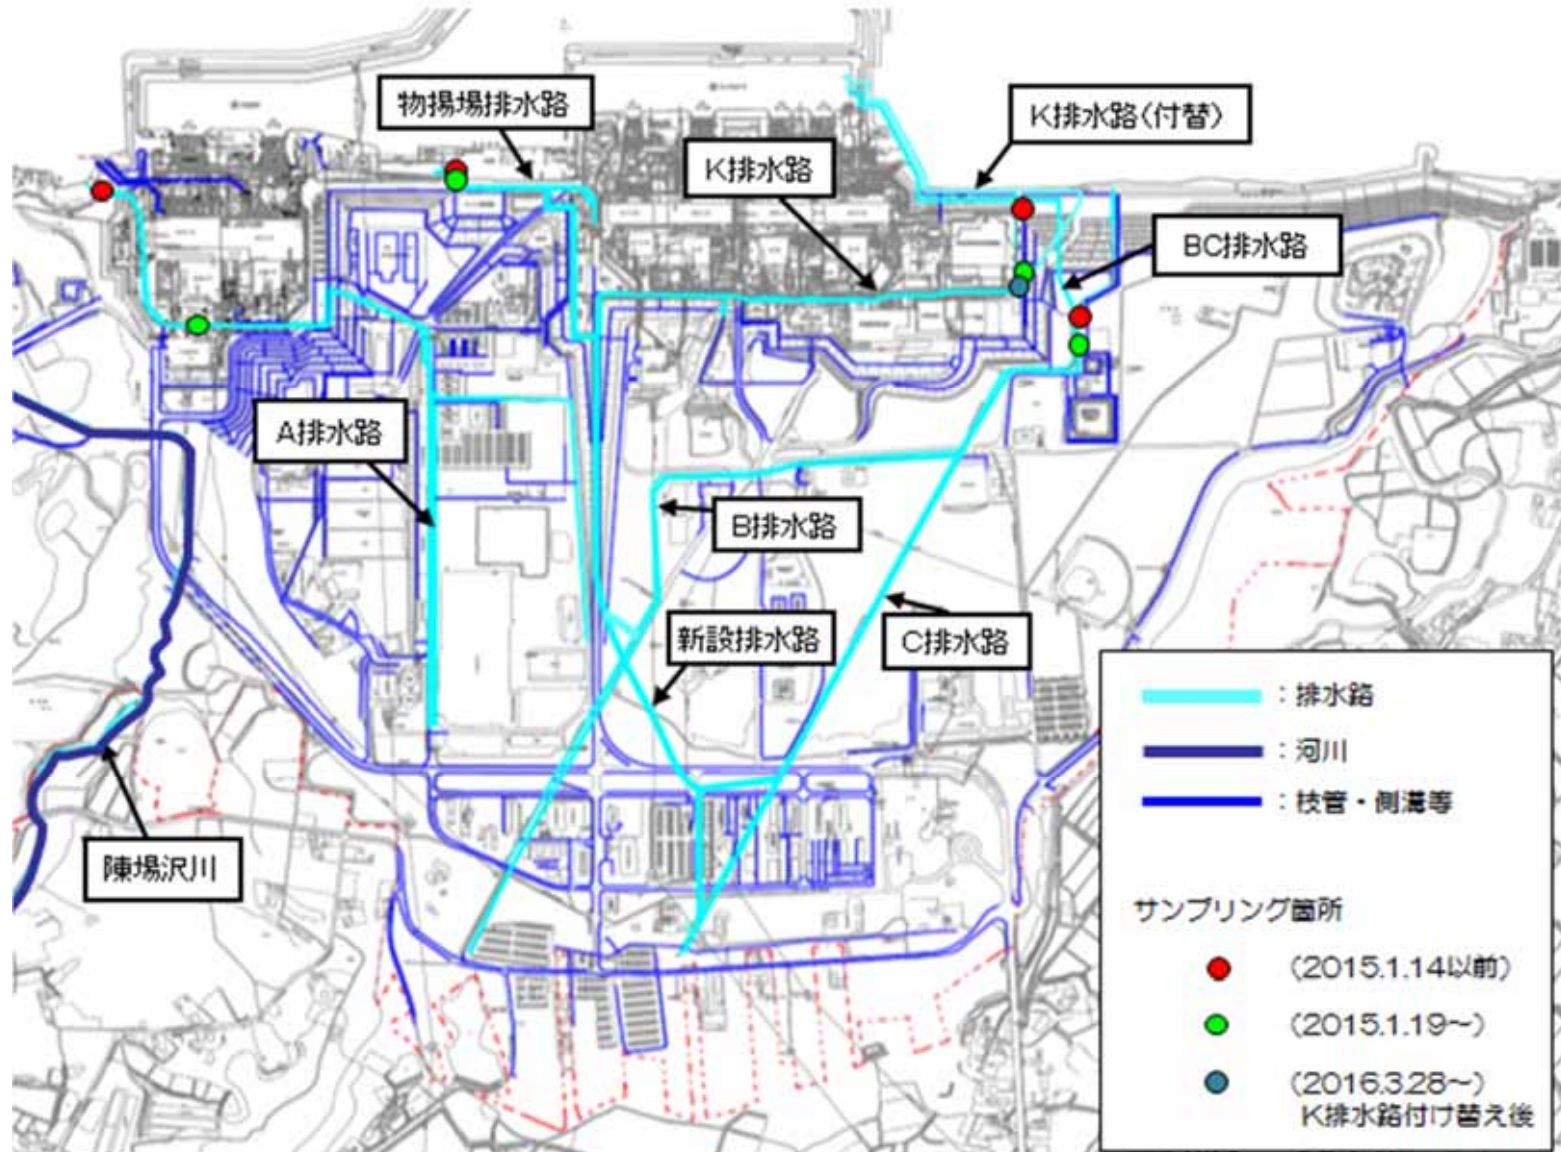 物揚場排水路
K排水路(付替)
K排水路
BC排水路
A排水路
B排水路
新設排水路
C排水路
陳場沢川
:排水路
:河川
:枝管・側溝等
サンプリング箇所
(2015.1.14以前)
(2015.1.19~)
(2016.3.28~)
K排水路付け替え後